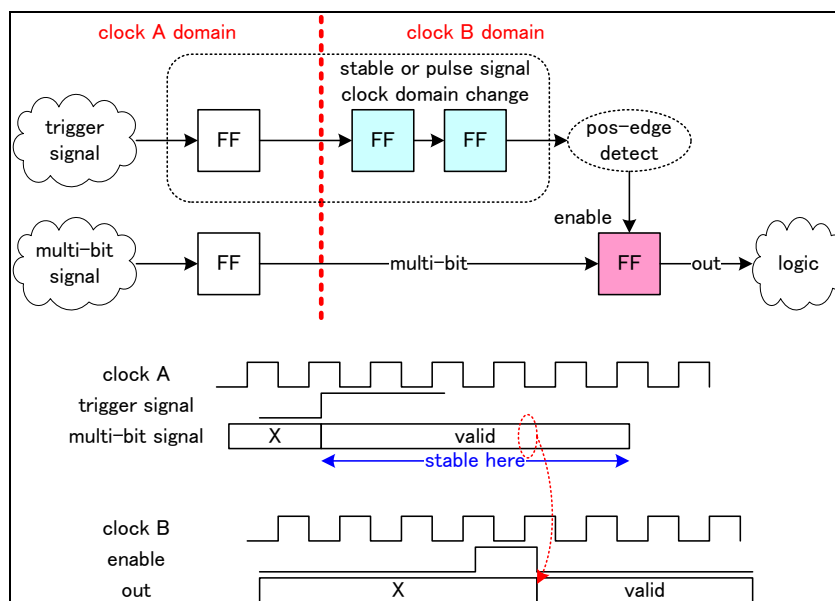 clock A domain
clock B domain
stable or pulse signal
clock domain change
trigger
signal
FF
FF
FF
pos-edge
detect
enable
multi-bit
signal
FF
multi-bit
FF
out
logic
clock A
trigger signal
multi-bit signal
X
valid
stable here
clock B
enable
out
X
valid